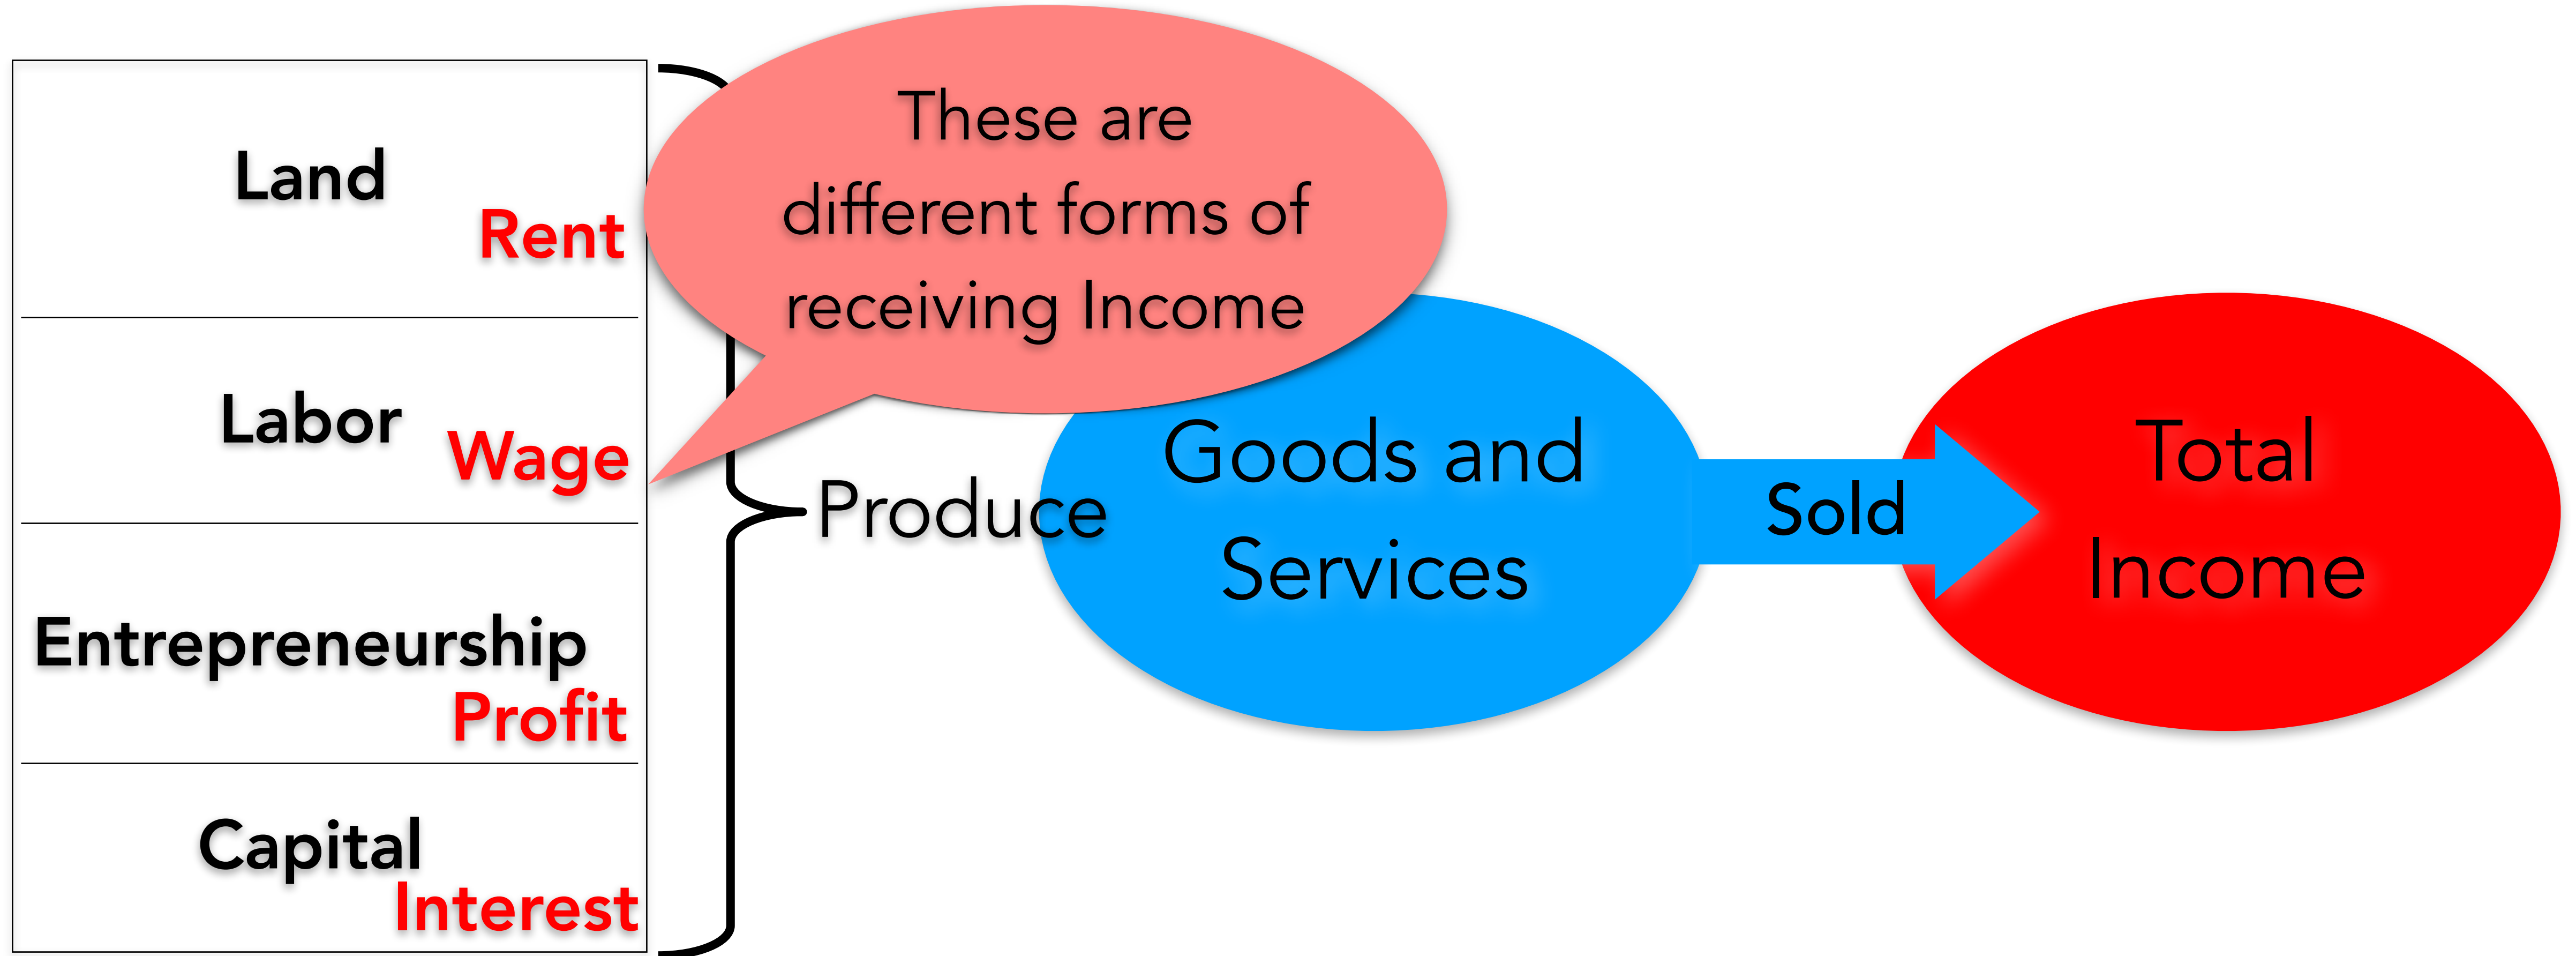 Land
Rent
Labor
Wage
Entrepreneurship
Profit
Capital
Interest
These are
different forms of
receiving Income
Produce
Goods and
Services
Sold
Total
Income